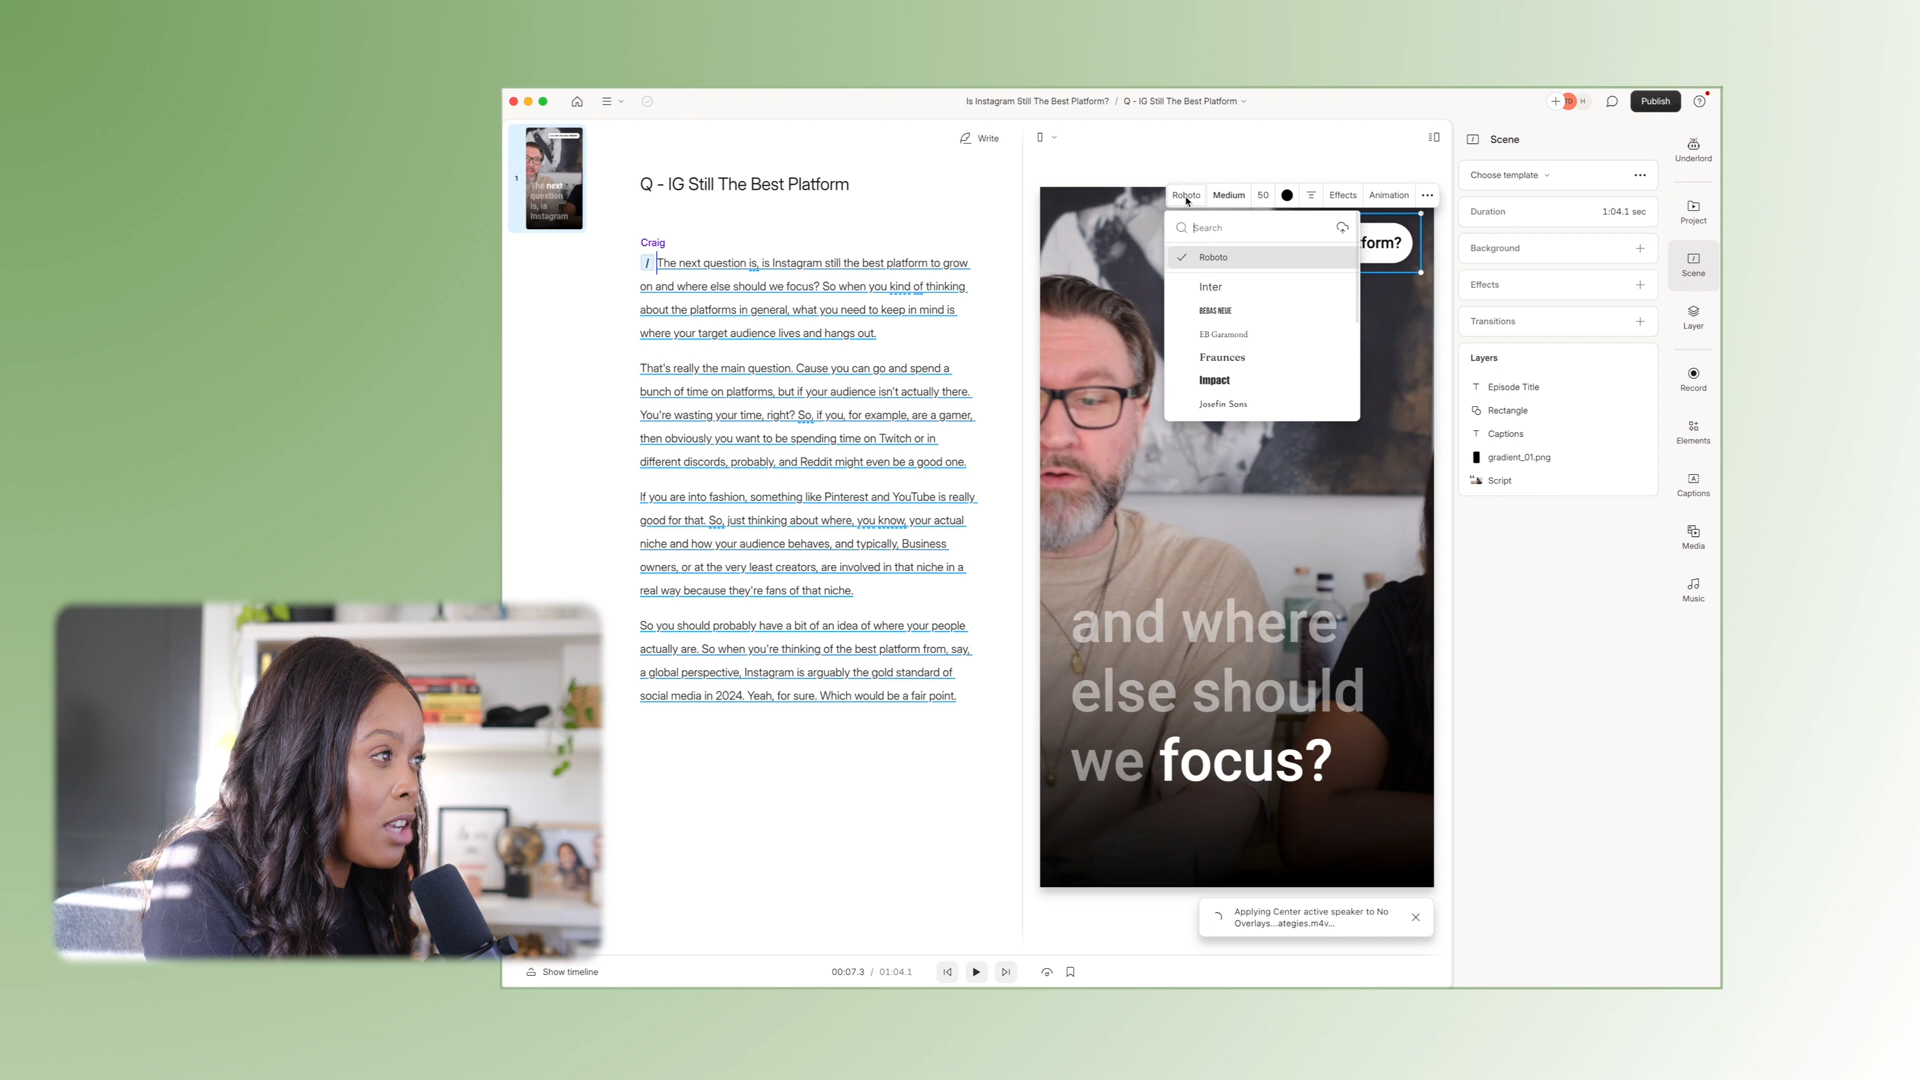 Is Instagram Still The Best Platform? / Q - IG Still The Best Platform
H
Publish
1
The next
question
is, is
Instagram
Write
Q - IG Still The Best Platform
Craig
/ The next question is, is Instagram still the best platform to grow
on and where else should we focus? So when you kind of thinking
about the platforms in general, what you need to keep in mind is
where your target audience lives and hangs out.
That's really the main question. Cause you can go and spend a
bunch of time on platforms, but if your audience isn't actually there.
You're wasting your time, right? So, if you, for example, are a gamer,
then obviously you want to be spending time on Twitch or in
different discords, probably, and Reddit might even be a good one.
If you are into fashion, something like Pinterest and YouTube is really
good for that. So, just thinking about where, you know, your actual
niche and how your audience behaves, and typically, Business
owners, or at the very least creators, are involved in that niche in a
real way because they're fans of that niche.
So you should probably have a bit of an idea of where your people
actually are. So when you're thinking of the best platform from, say,
a global perspective, Instagram is arguably the gold standard of
social media in 2024. Yeah, for sure. Which would be a fair point.
Roboto Medium 50 Effects Animation
Search
form?
Roboto
Inter
BEBAS NEUE
EB Garamond
Fraunces
Impact
Josefin Sans
and where
else should
we focus?
Applying Center active speaker to No
Overlays...ategies.m4v...
Show timeline
00:07.3 / 01:04.1
Scene
Choose template
Duration 1:04.1 sec
Background
Effects
Transitions
Layers
Episode Title
Rectangle
Captions
gradient_01.png
Script
Underlord
Project
Scene
Layer
Record
Elements
Captions
Media
Music